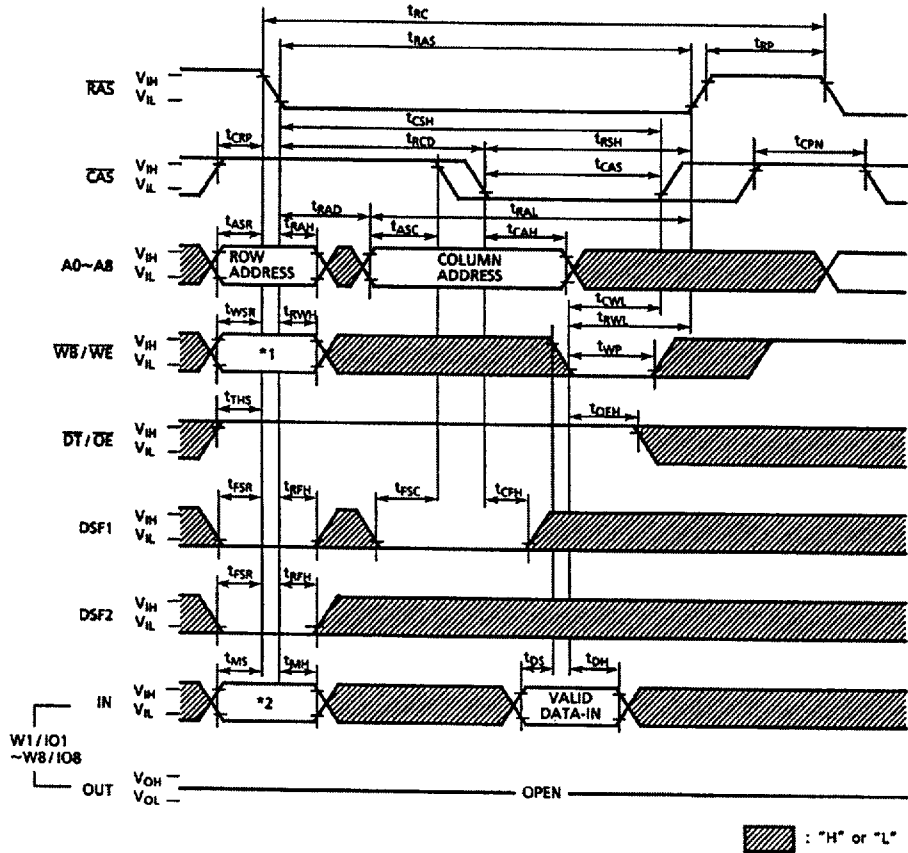 tRC
tRAS
tRP
RAS VIH
VIL
tCSH
tCRP tRCD tRSH tCPN
CAS VIH tCAS
VIL
tRAD tRAL
tASR tRAH tASC tCAH
A0~A8 VIH ROW ADDRESS COLUMN ADDRESS
VIL
tCWL
tWSR tRWH tRWL
WB/WE VIH *1 tWP
VIL
tTHS tOEH
DT/OE VIH
VIL
tFSR tRFH tFSC tCFH
DSF1 VIH
VIL
tFSR tRFH
DSF2 VIH
VIL
tMS tMH tDS tDH
IN VIH *2 VALID DATA-IN
VIL
W1/IO1
~W8/IO8
OUT VOH OPEN
VOL
: "H" or "L"